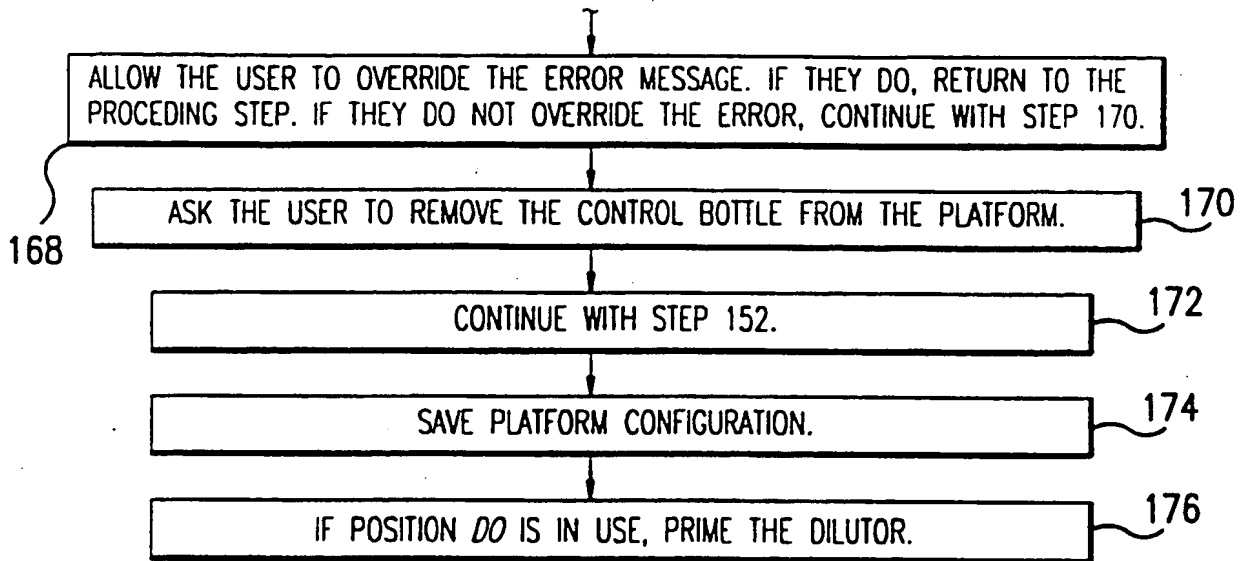 ALLOW THE USER TO OVERRIDE THE ERROR MESSAGE. IF THEY DO, RETURN TO THE
PROCEDING STEP. IF THEY DO NOT OVERRIDE THE ERROR, CONTINUE WITH STEP 170.
168
ASK THE USER TO REMOVE THE CONTROL BOTTLE FROM THE PLATFORM.
170
CONTINUE WITH STEP 152.
172
SAVE PLATFORM CONFIGURATION.
174
IF POSITION DO IS IN USE, PRIME THE DILUTOR.
176